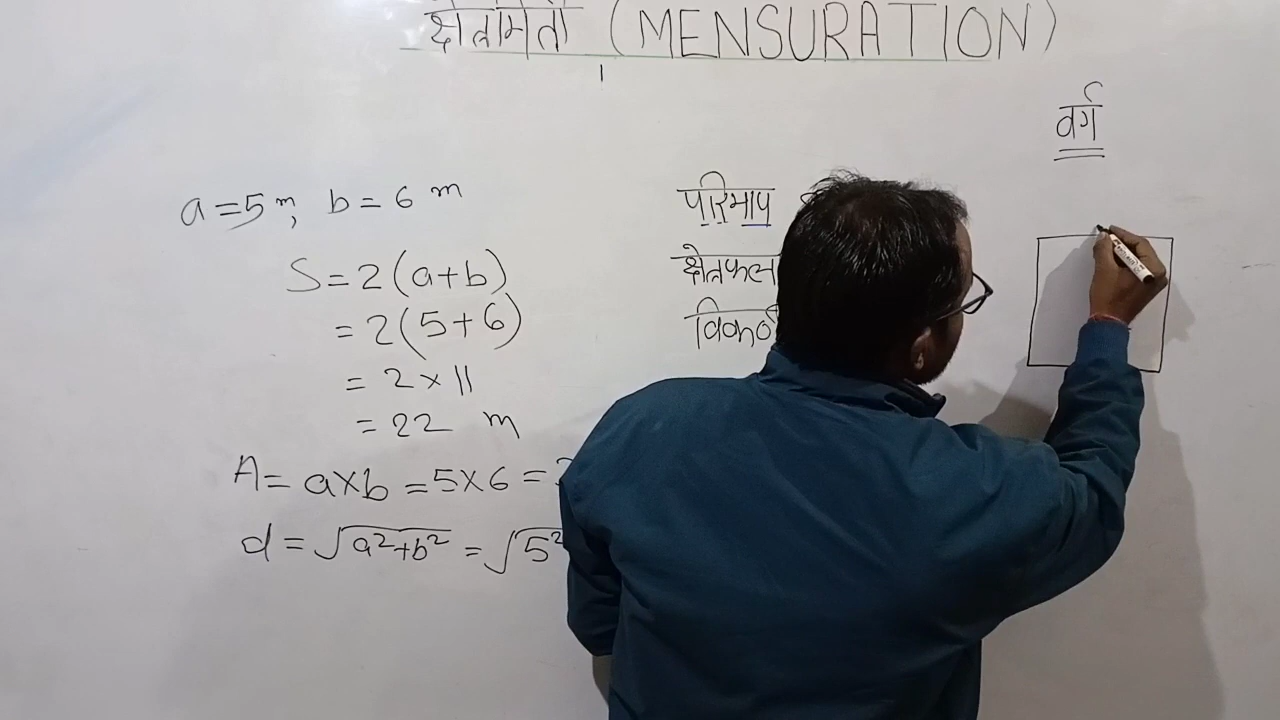 क्षेत्रमिती (MENSURATION)
वर्ग
a=5 m, b=6 m
S=2(a+b)
=2(5+6)
=2×11
=22 m
A=a×b=5×6=
d=√a²+b²=√5²
परिमाप
क्षेत्रफल
विकर्ण